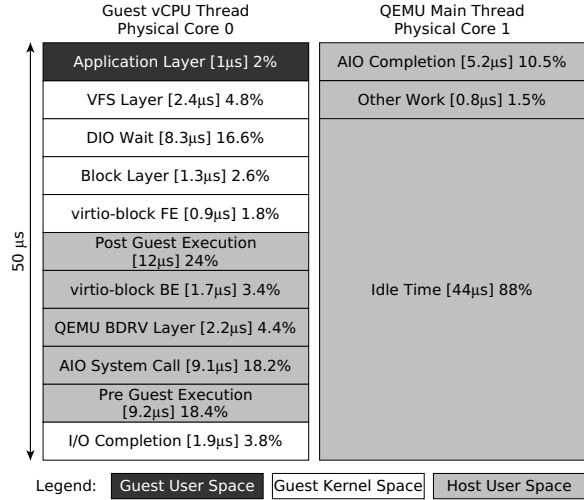 Guest vCPU Thread
Physical Core 0
QEMU Main Thread
Physical Core 1
50 µs
Application Layer [1µs] 2%
VFS Layer [2.4µs] 4.8%
DIO Wait [8.3µs] 16.6%
Block Layer [1.3µs] 2.6%
virtio-block FE [0.9µs] 1.8%
Post Guest Execution
[12µs] 24%
virtio-block BE [1.7µs] 3.4%
QEMU BDRV Layer [2.2µs] 4.4%
AIO System Call [9.1µs] 18.2%
Pre Guest Execution
[9.2µs] 18.4%
I/O Completion [1.9µs] 3.8%
AIO Completion [5.2µs] 10.5%
Other Work [0.8µs] 1.5%
Idle Time [44µs] 88%
Legend: Guest User Space Guest Kernel Space Host User Space